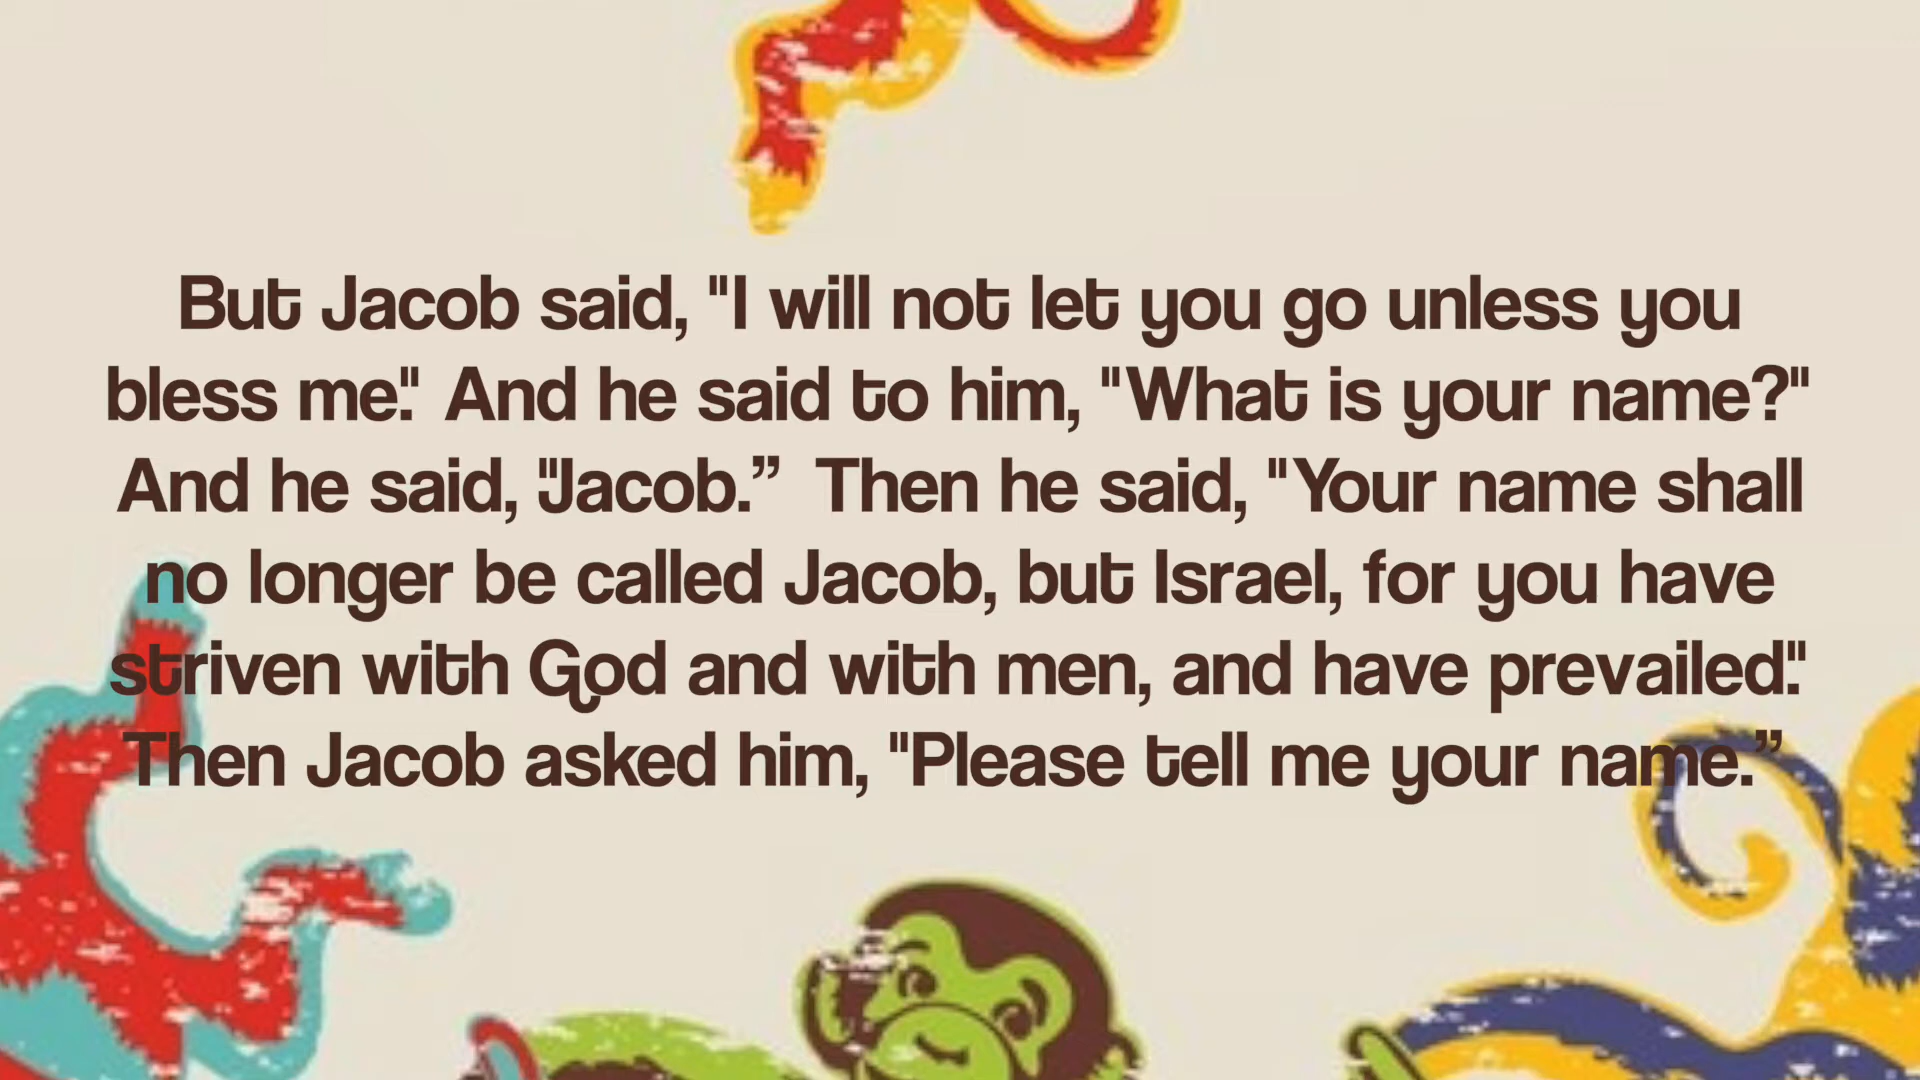 But Jacob said, "I will not let you go unless you
bless me." And he said to him, "What is your name?"
And he said, "Jacob.”  Then he said, "Your name shall
no longer be called Jacob, but Israel, for you have
striven with God and with men, and have prevailed."
Then Jacob asked him, "Please tell me your name.”